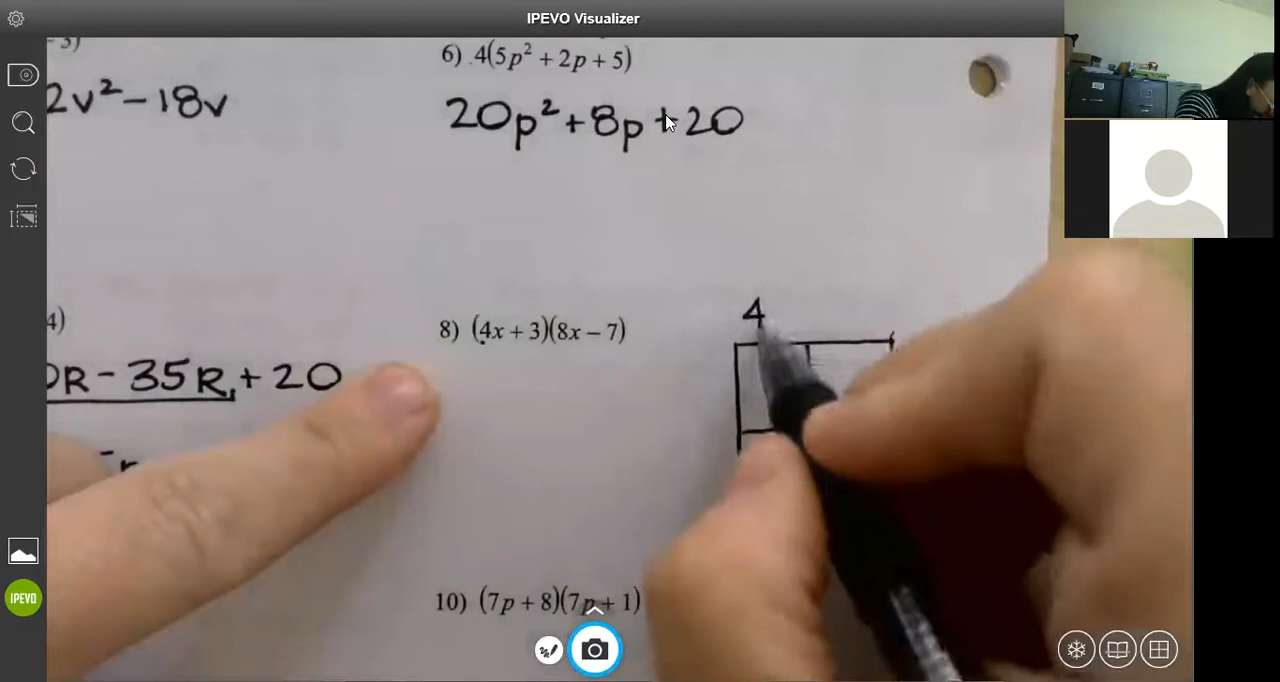 IPEVO Visualizer
2v² − 18v
6) 4(5p² + 2p + 5)
20p² + 8p + 20
4)
R − 35R + 20
8) (4x + 3)(8x − 7)
4
10) (7p + 8)(7p + 1)
IPEVO